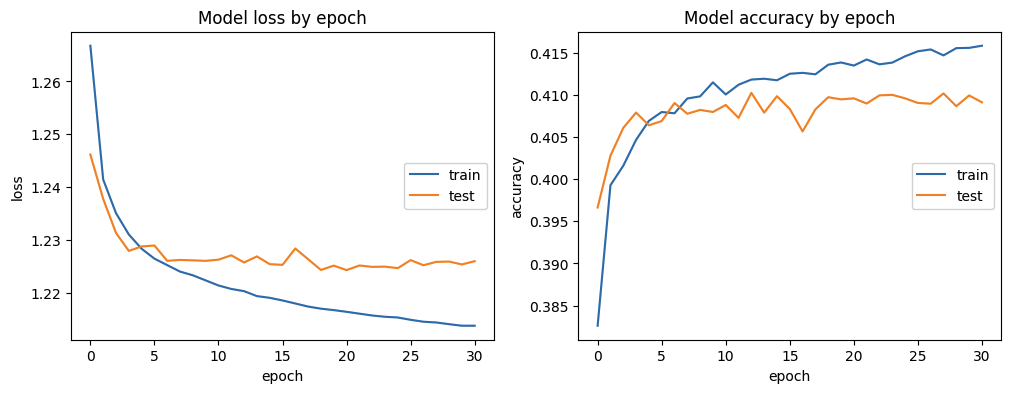 Model loss by epoch
1.26
1.25
1.24
1.23
1.22
loss
0
5
10
15
20
25
30
epoch
train
test
Model accuracy by epoch
0.415
0.410
0.405
0.400
0.395
0.390
0.385
accuracy
0
5
10
15
20
25
30
epoch
train
test